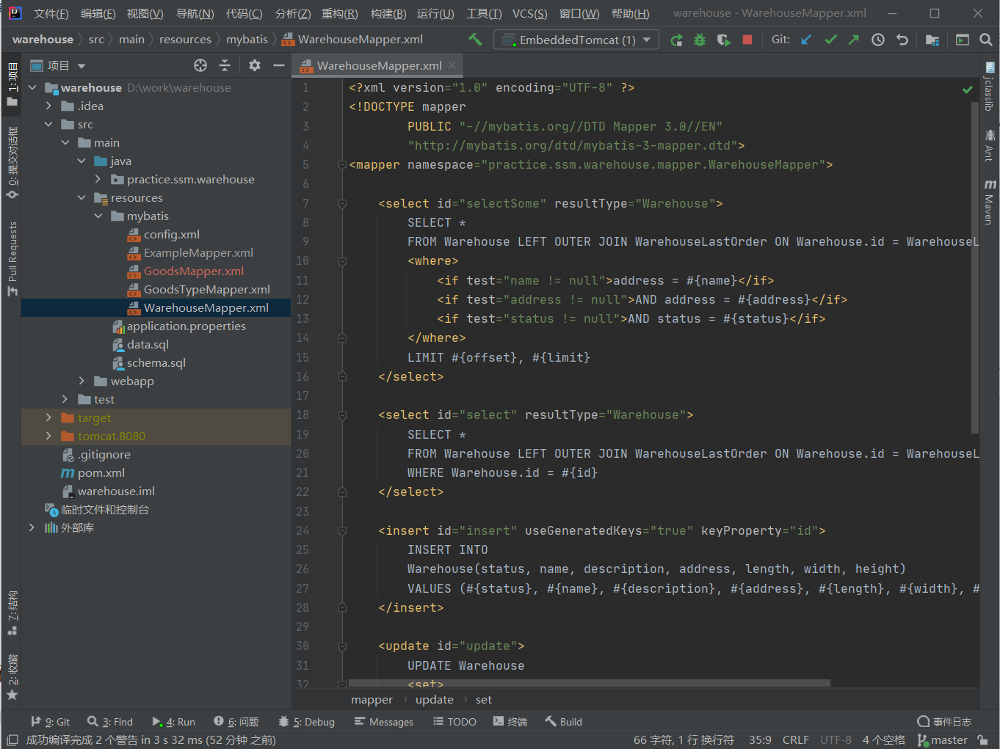 文件(F) 编辑(E) 视图(V) 导航(N) 代码(C) 分析(Z) 重构(R) 构建(B) 运行(U) 工具(T) VCS(S) 窗口(W) 帮助(H) warehouse - WarehouseMapper.xml
warehouse src main resources mybatis WarehouseMapper.xml EmbeddedTomcat (1) Git:
1: 项目
0: 提交对话框
Pull Requests
Z: 结构
2: 收藏
项目
warehouse D:\work\warehouse
.idea
src
main
java
practice.ssm.warehouse
resources
mybatis
config.xml
ExampleMapper.xml
GoodsMapper.xml
GoodsTypeMapper.xml
WarehouseMapper.xml
application.properties
data.sql
schema.sql
webapp
test
target
tomcat.8080
.gitignore
pom.xml
warehouse.iml
临时文件和控制台
外部库
WarehouseMapper.xml
1 <?xml version="1.0" encoding="UTF-8" ?>
2 <!DOCTYPE mapper
3 PUBLIC "-//mybatis.org//DTD Mapper 3.0//EN"
4 "http://mybatis.org/dtd/mybatis-3-mapper.dtd">
5 <mapper namespace="practice.ssm.warehouse.mapper.WarehouseMapper">
6
7 <select id="selectSome" resultType="Warehouse">
8 SELECT *
9 FROM Warehouse LEFT OUTER JOIN WarehouseLastOrder ON Warehouse.id = WarehouseL
10 <where>
11 <if test="name != null">address = #{name}</if>
12 <if test="address != null">AND address = #{address}</if>
13 <if test="status != null">AND status = #{status}</if>
14 </where>
15 LIMIT #{offset}, #{limit}
16 </select>
17
18 <select id="select" resultType="Warehouse">
19 SELECT *
20 FROM Warehouse LEFT OUTER JOIN WarehouseLastOrder ON Warehouse.id = WarehouseL
21 WHERE Warehouse.id = #{id}
22 </select>
23
24 <insert id="insert" useGeneratedKeys="true" keyProperty="id">
25 INSERT INTO
26 Warehouse(status, name, description, address, length, width, height)
27 VALUES (#{status}, #{name}, #{description}, #{address}, #{length}, #{width}, #
28 </insert>
29
30 <update id="update">
31 UPDATE Warehouse
32 <set>
mapper update set
jclasslib
Ant
Maven
9: Git 3: Find 4: Run 6: 问题 5: Debug Messages TODO 终端 Build 事件日志
成功编译完成 2 个警告 in 3 s 32 ms (52 分钟 之前) 66 字符, 1 行 换行符 35:9 CRLF UTF-8 4 个空格 master